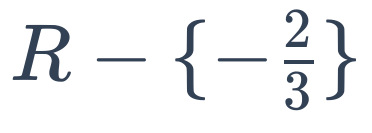 R − {− 2/3}